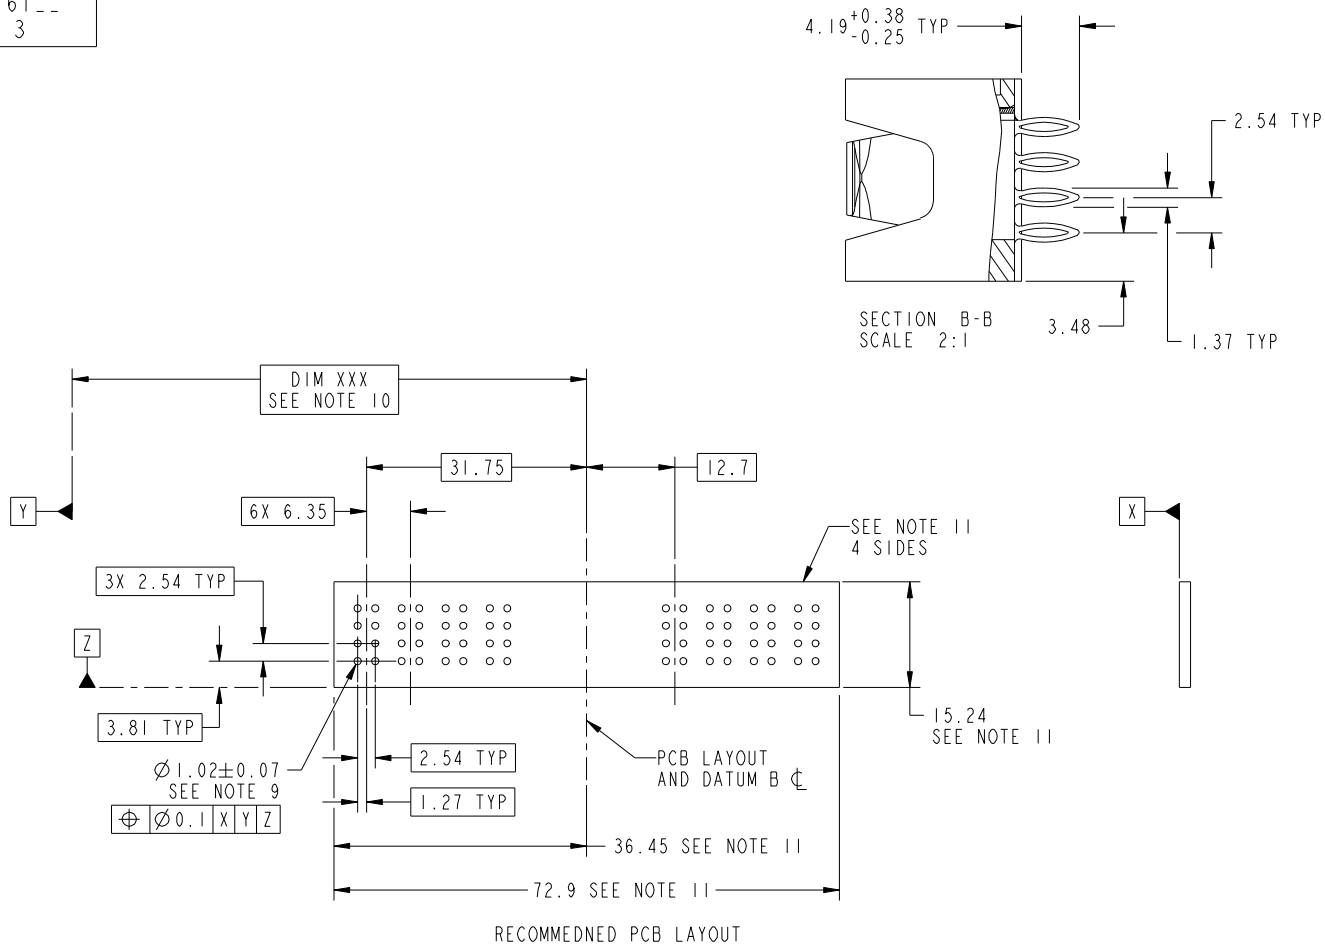 61__
3
4.19 +0.38 -0.25 TYP
2.54 TYP
SECTION B-B
SCALE 2:1
3.48
1.37 TYP
DIM XXX
SEE NOTE 10
31.75
12.7
Y
6X 6.35
X
SEE NOTE 11
4 SIDES
3X 2.54 TYP
Z
3.81 TYP
15.24
SEE NOTE 11
Ø1.02±0.07
SEE NOTE 9
⌖ Ø0.1 X Y Z
2.54 TYP
1.27 TYP
PCB LAYOUT
AND DATUM B ℄
36.45 SEE NOTE 11
72.9 SEE NOTE 11
RECOMMEDNED PCB LAYOUT